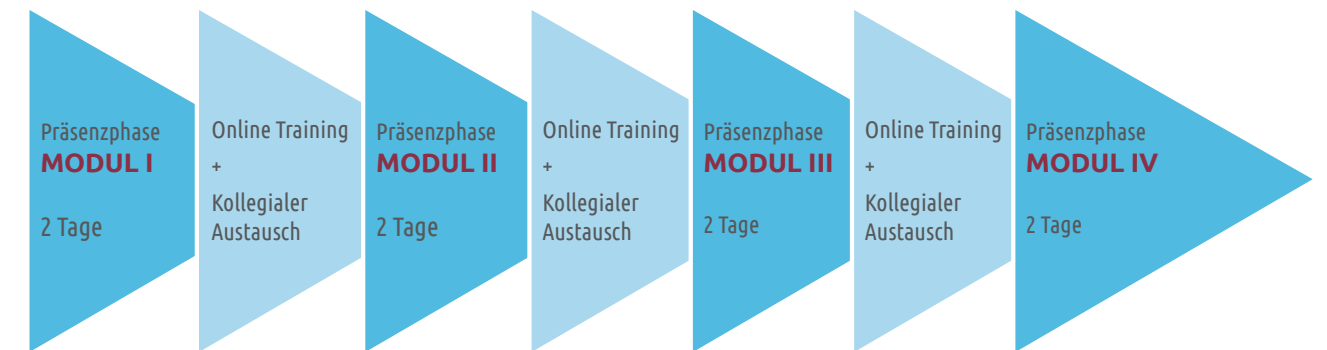 Präsenzphase
MODUL I
2 Tage
Online Training
+
Kollegialer
Austausch
Präsenzphase
MODUL II
2 Tage
Online Training
+
Kollegialer
Austausch
Präsenzphase
MODUL III
2 Tage
Online Training
+
Kollegialer
Austausch
Präsenzphase
MODUL IV
2 Tage